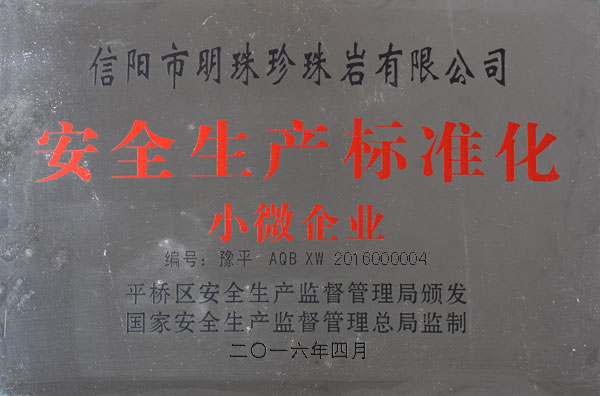 信阳市明珠珍珠岩有限公司
安全生产标准化
小微企业
编号：豫平 AQB XW 2016000004
平桥区安全生产监督管理局颁发
国家安全生产监督管理总局监制
二〇一六年四月